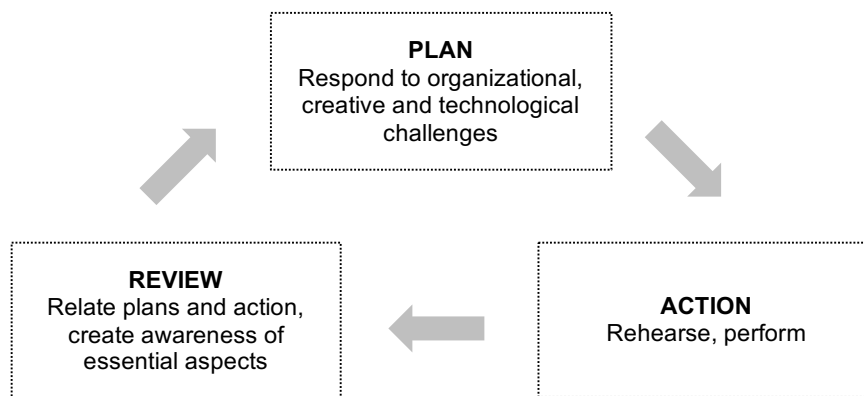 PLAN
Respond to organizational,
creative and technological
challenges
REVIEW
Relate plans and action,
create awareness of
essential aspects
ACTION
Rehearse, perform